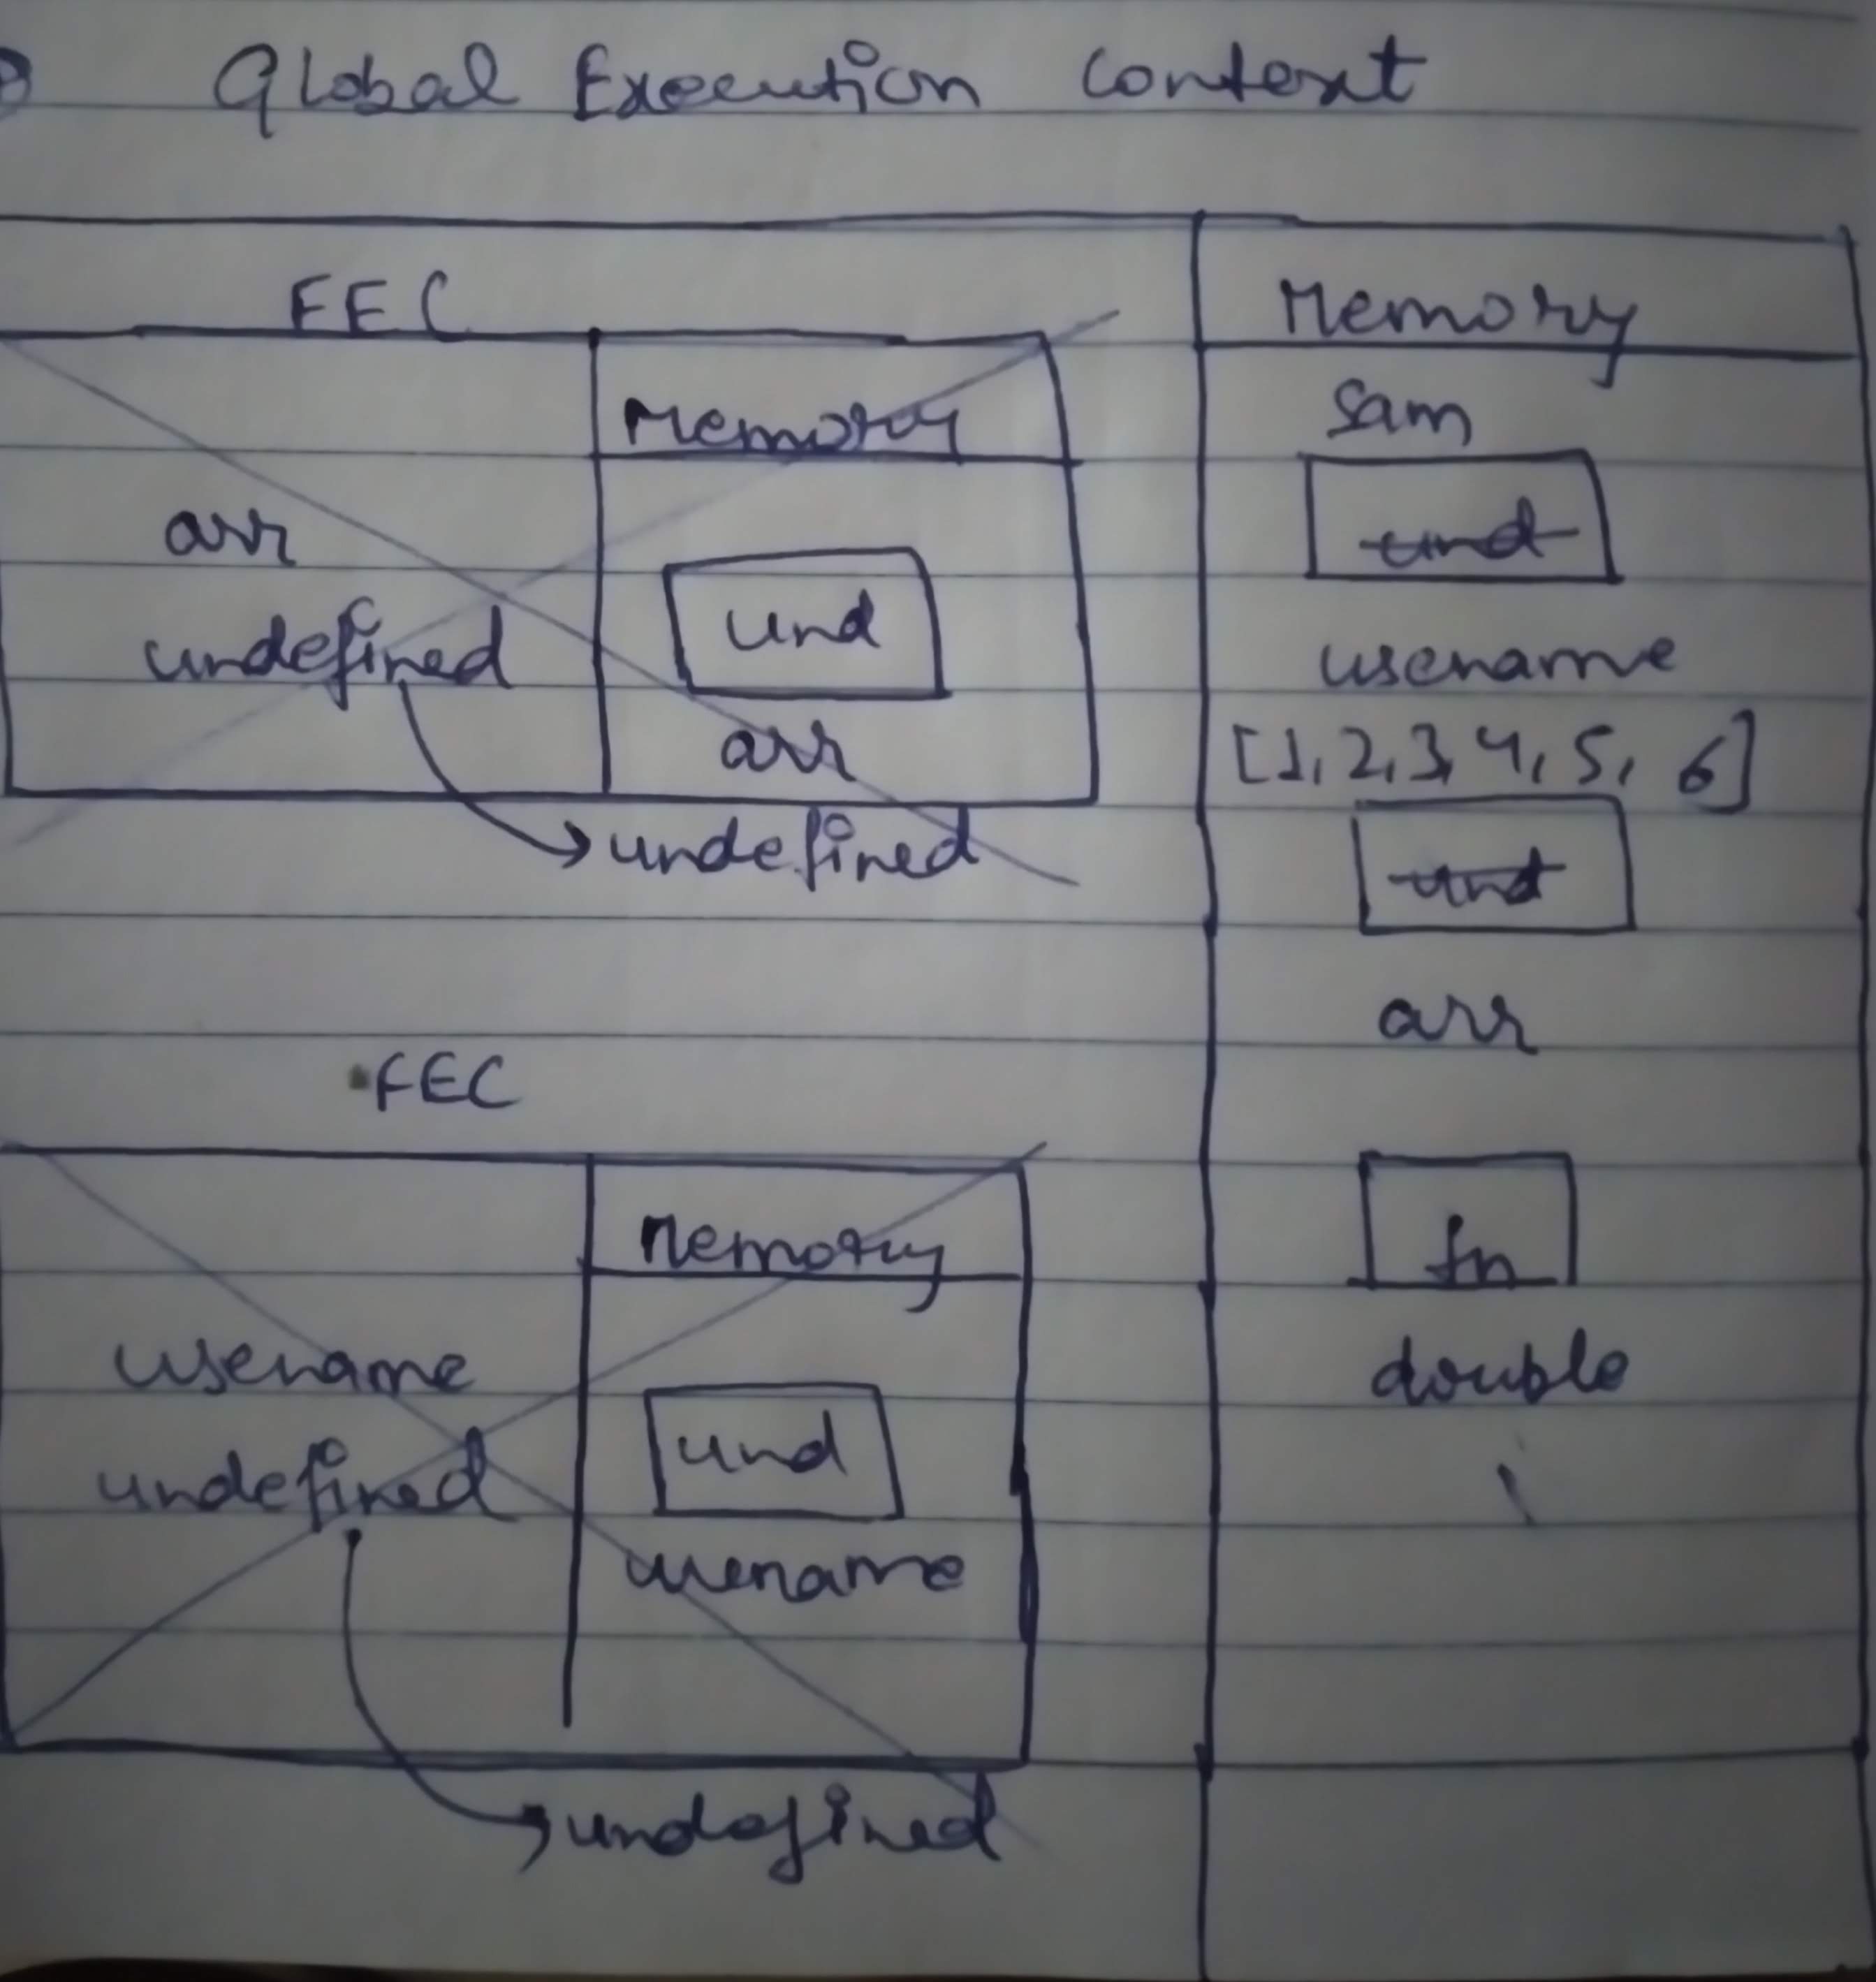 Global Execution Context
FEC
Memory
arr
undefined
und
arr
undefined
FEC
Memory
username
undefined
und
username
undefined
Memory
Sam
und
username
[1, 2, 3, 4, 5, 6]
und
arr
fn
double